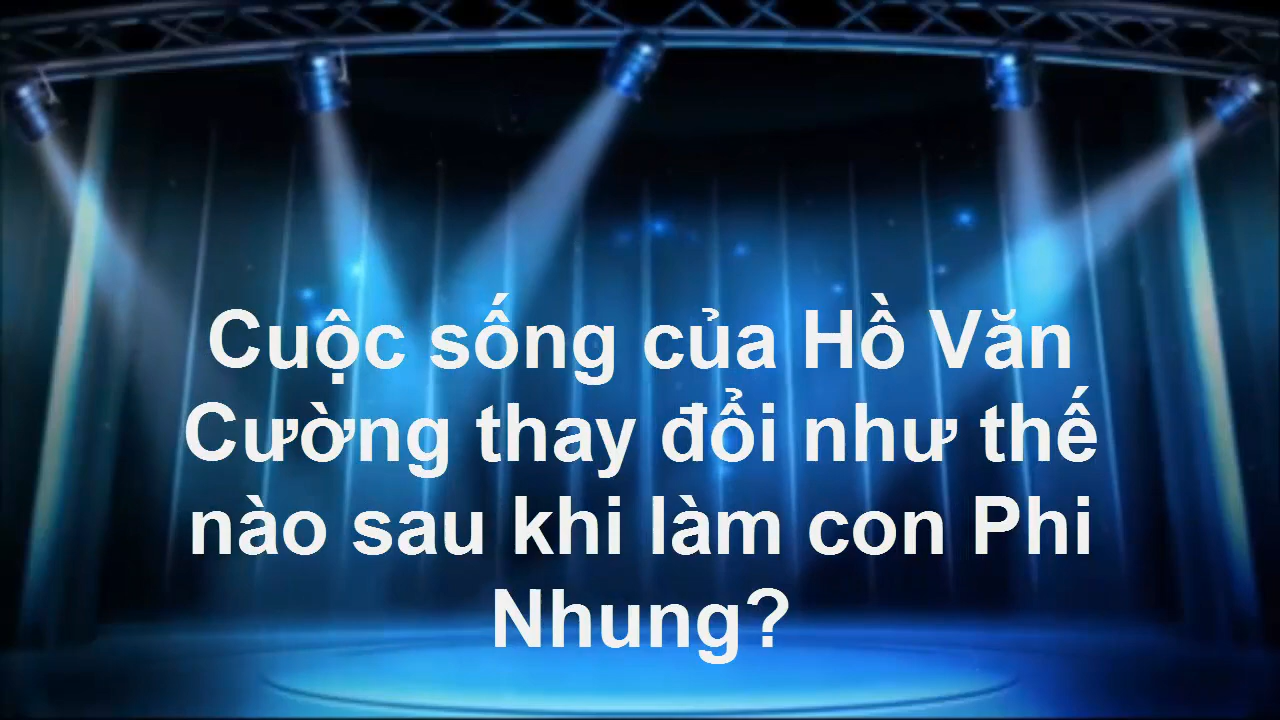 Cuộc sống của Hồ Văn
Cường thay đổi như thế
nào sau khi làm con Phi
Nhung?